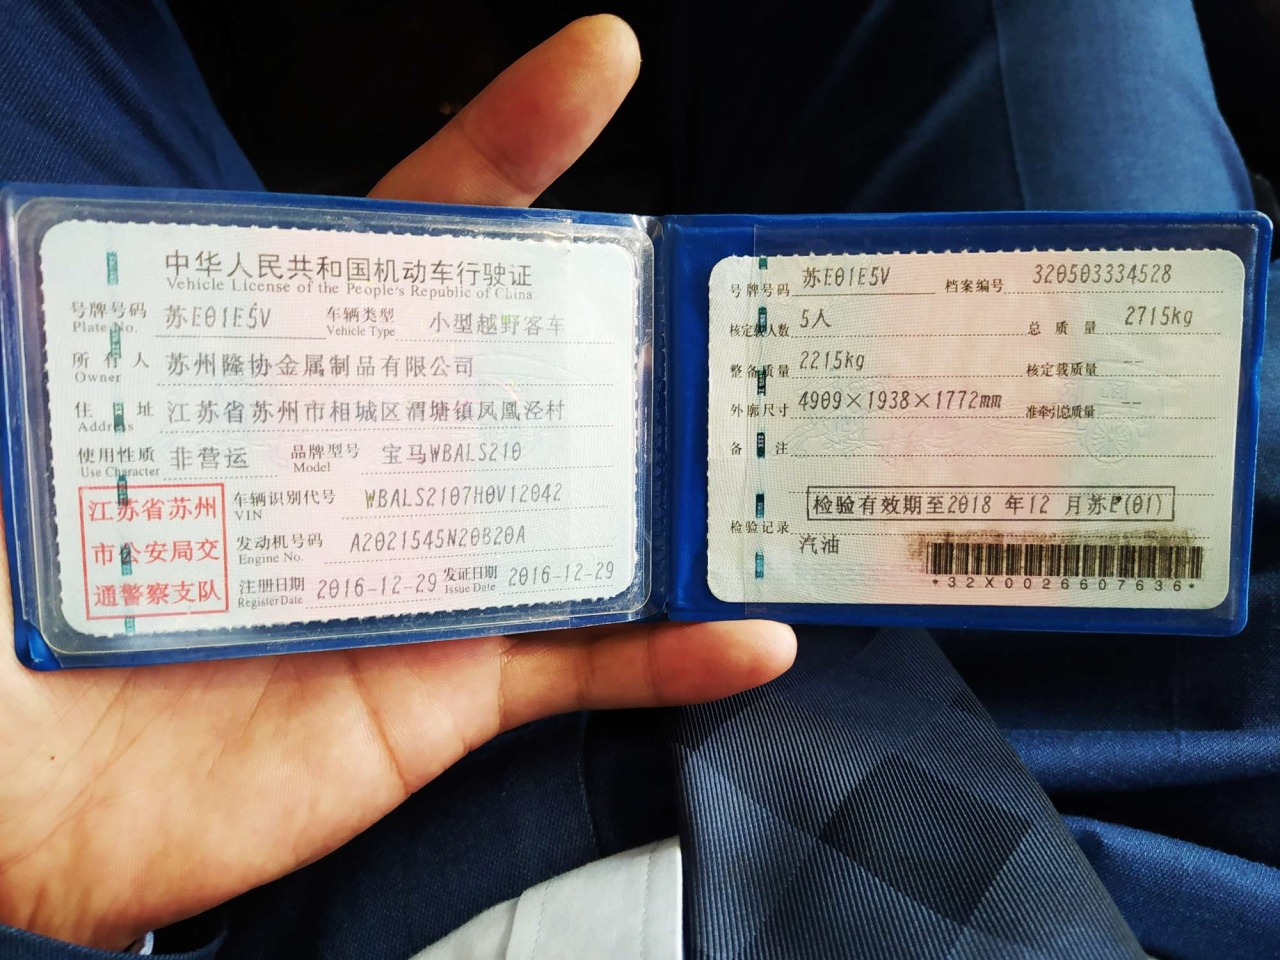 中华人民共和国机动车行驶证
Vehicle License of the People's Republic of China
号牌号码 苏E01E5V 车辆类型 小型越野客车
Plate No. Vehicle Type
所有人 苏州隆协金属制品有限公司
Owner
住址 江苏省苏州市相城区渭塘镇凤凰泾村
Address
使用性质 非营运 品牌型号 宝马WBALS210
Use Character Model
江苏省苏州
市公安局交
通警察支队
车辆识别代号 WBALS2107H0V12042
VIN
发动机号码 A2021545N20B20A
Engine No.
注册日期 2016-12-29 发证日期 2016-12-29
Register Date Issue Date
号牌号码 苏E01E5V 档案编号 320503334528
核定载人数 5人 总质量 2715kg
整备质量 2215kg 核定载质量 --
外廓尺寸 4909×1938×1772mm 准牵引总质量 --
备注
检验有效期至2018 年12 月苏E(01)
检验记录
汽油
*32X0026607636*